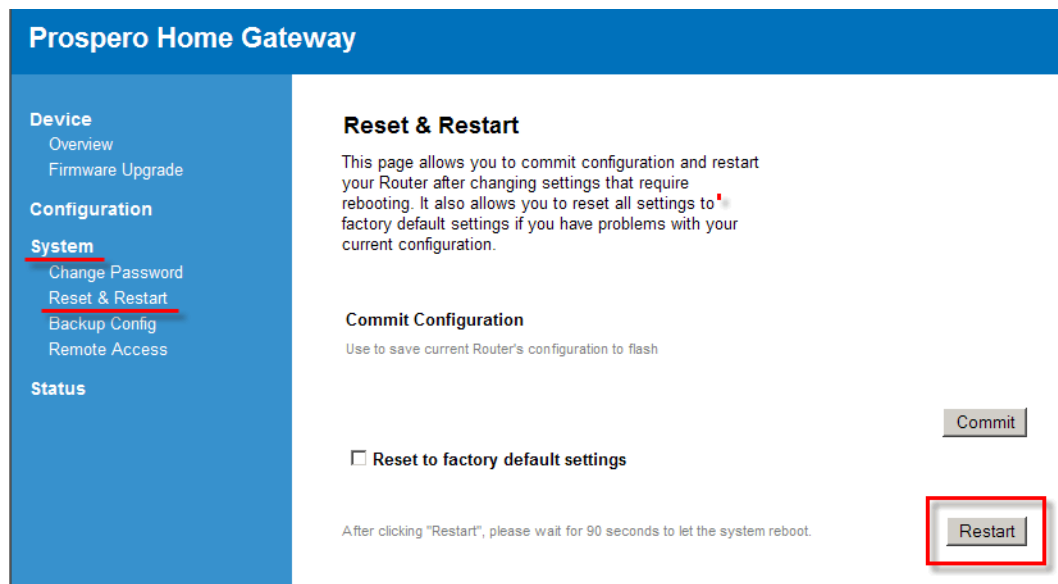 Prospero Home Gateway
Device
Overview
Firmware Upgrade
Configuration
System
Change Password
Reset & Restart
Backup Config
Remote Access
Status
Reset & Restart
This page allows you to commit configuration and restart
your Router after changing settings that require
rebooting. It also allows you to reset all settings to
factory default settings if you have problems with your
current configuration.
Commit Configuration
Use to save current Router's configuration to flash
Commit
Reset to factory default settings
After clicking "Restart", please wait for 90 seconds to let the system reboot.
Restart